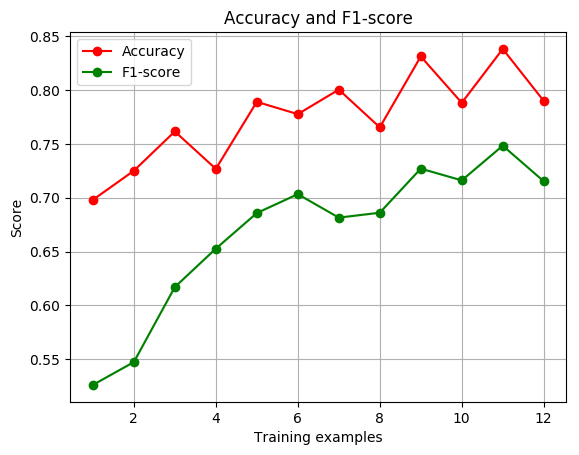 Accuracy and F1-score
Accuracy
F1-score
0.85
0.80
0.75
0.70
0.65
0.60
0.55
Score
2 4 6 8 10 12
Training examples